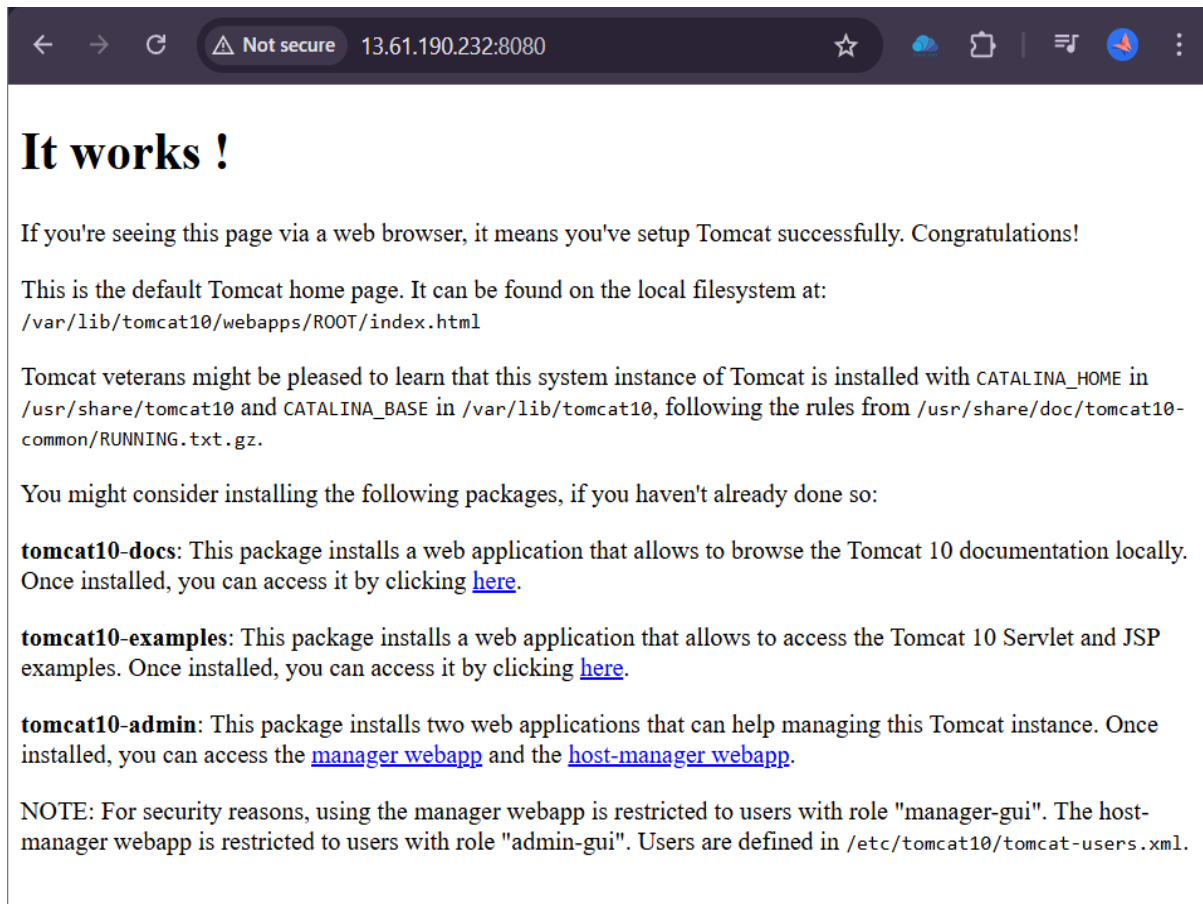 Not secure 13.61.190.232:8080
It works !
If you're seeing this page via a web browser, it means you've setup Tomcat successfully. Congratulations!
This is the default Tomcat home page. It can be found on the local filesystem at:
/var/lib/tomcat10/webapps/ROOT/index.html
Tomcat veterans might be pleased to learn that this system instance of Tomcat is installed with CATALINA_HOME in
/usr/share/tomcat10 and CATALINA_BASE in /var/lib/tomcat10, following the rules from /usr/share/doc/tomcat10-
common/RUNNING.txt.gz.
You might consider installing the following packages, if you haven't already done so:
tomcat10-docs: This package installs a web application that allows to browse the Tomcat 10 documentation locally.
Once installed, you can access it by clicking here.
tomcat10-examples: This package installs a web application that allows to access the Tomcat 10 Servlet and JSP
examples. Once installed, you can access it by clicking here.
tomcat10-admin: This package installs two web applications that can help managing this Tomcat instance. Once
installed, you can access the manager webapp and the host-manager webapp.
NOTE: For security reasons, using the manager webapp is restricted to users with role "manager-gui". The host-
manager webapp is restricted to users with role "admin-gui". Users are defined in /etc/tomcat10/tomcat-users.xml.